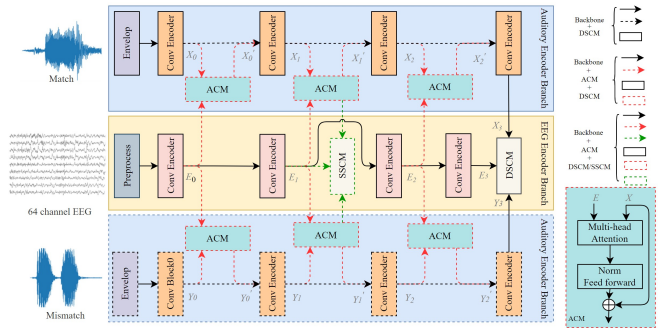 Match
Envelop
Conv Encoder
X0
X0'
ACM
Conv Encoder
X1
X1'
ACM
Conv Encoder
X2
X2'
ACM
Conv Encoder
X3
Auditory Encoder Branch
64 channel EEG
Preprocess
Conv Encoder
E0
Conv Encoder
E1
SSCM
Conv Encoder
E2
Conv Encoder
E3
DSCM
EEG Encoder Branch
Mismatch
Envelop
Conv Block0
Y0
Y0'
ACM
Conv Encoder
Y1
Y1'
ACM
Conv Encoder
Y2
Y2
ACM
Conv Encoder
Y3
Auditory Encoder Branch
Backbone
+
DSCM
Backbone
+
ACM
+
DSCM
Backbone
+
ACM
+
DSCM/SSCM
E
X
Multi-head
Attention
Norm
Feed forward
ACM